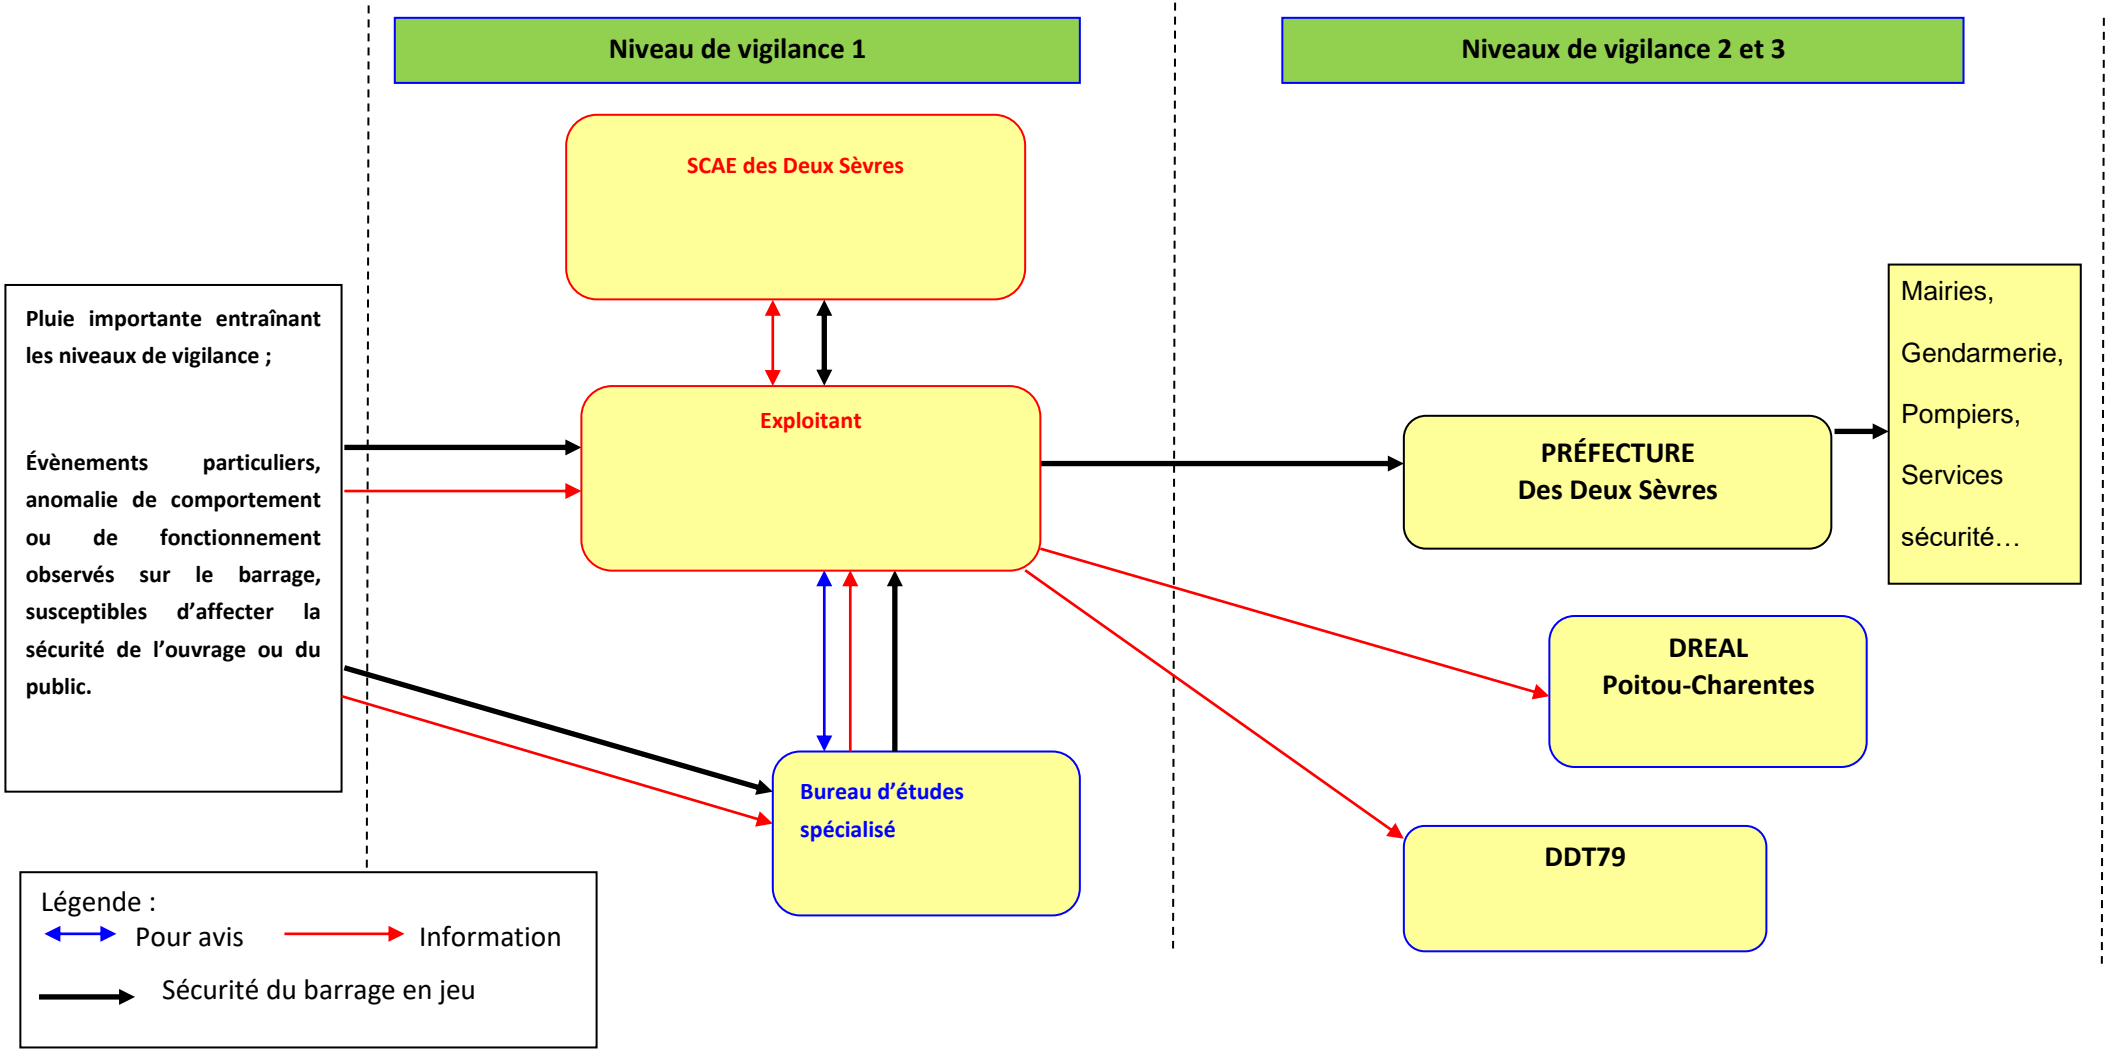 Niveau de vigilance 1
Niveaux de vigilance 2 et 3
SCAE des Deux Sèvres
Pluie importante entraînant
les niveaux de vigilance ;
Évènements particuliers,
anomalie de comportement
ou de fonctionnement
observés sur le barrage,
susceptibles d’affecter la
sécurité de l’ouvrage ou du
public.
Exploitant
Bureau d’études
spécialisé
PRÉFECTURE
Des Deux Sèvres
Mairies,
Gendarmerie,
Pompiers,
Services
sécurité…
DREAL
Poitou-Charentes
DDT79
Légende :
Pour avis
Information
Sécurité du barrage en jeu